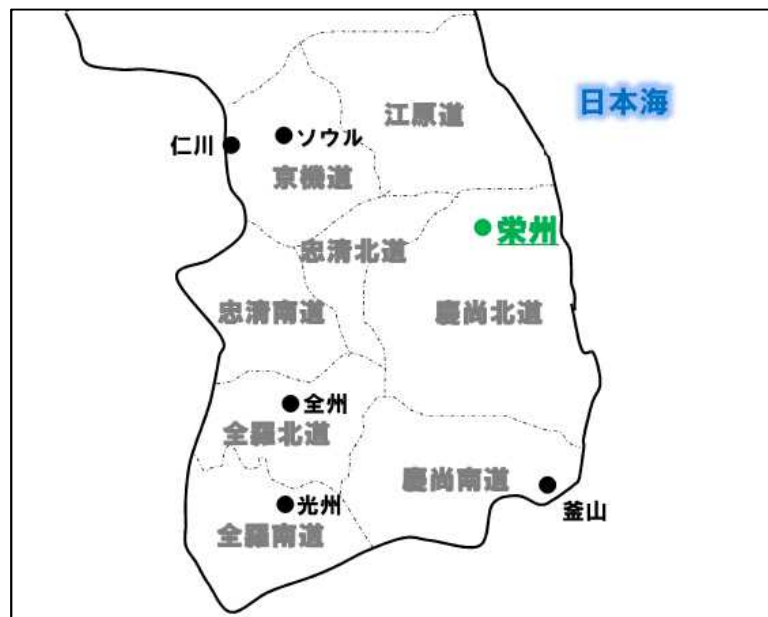 日本海
江原道
仁川
ソウル
京機道
栄州
忠清北道
忠清南道
慶尚北道
全州
全羅北道
慶尚南道
釜山
光州
全羅南道